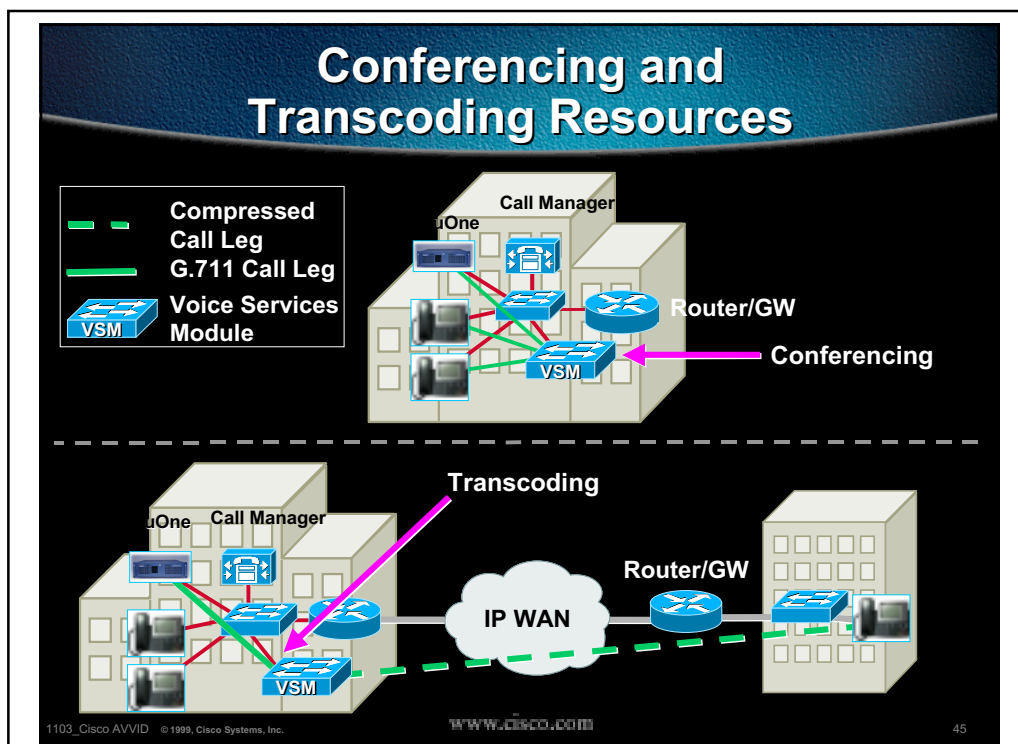 Conferencing and
Transcoding Resources
Compressed
Call Leg
G.711 Call Leg
VSM
Voice Services
Module
Call Manager
uOne
Router/GW
VSM
Conferencing
Transcoding
uOne
Call Manager
Router/GW
IP WAN
VSM
1103_Cisco AVVID © 1999, Cisco Systems, Inc.
www.cisco.com
45